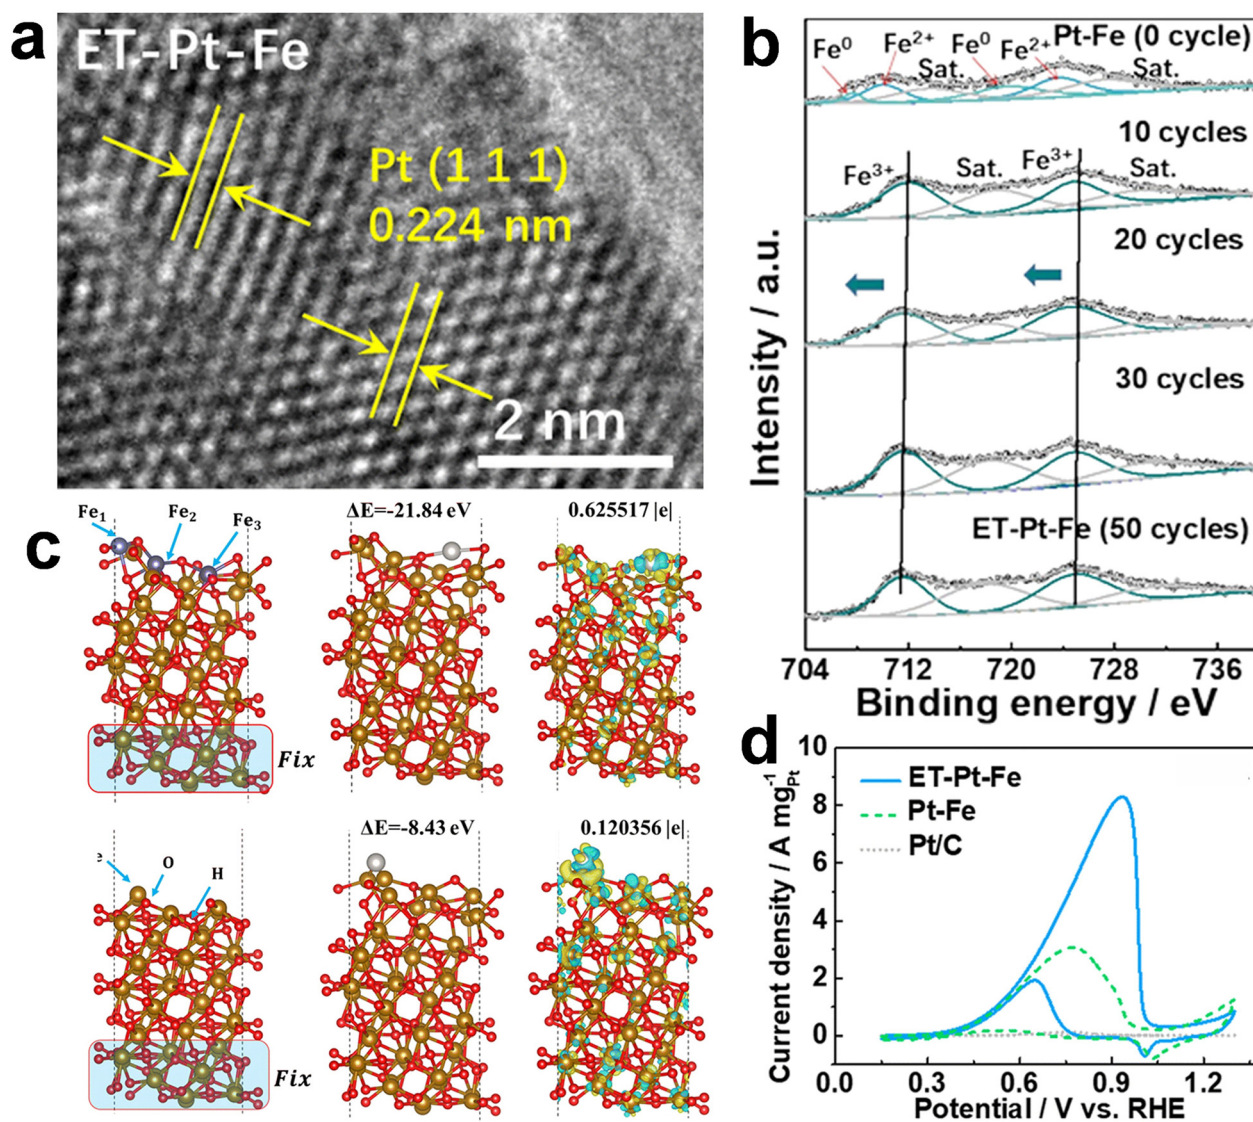 a
ET-Pt-Fe
Pt (1 1 1)
0.224 nm
2 nm
b
Pt-Fe (0 cycle)
Fe⁰ Fe²⁺ Sat. Fe⁰ Fe²⁺ Sat.
10 cycles
Fe³⁺ Sat. Fe³⁺ Sat.
20 cycles
30 cycles
ET-Pt-Fe (50 cycles)
Intensity / a.u.
704 712 720 728 736
Binding energy / eV
c
Fe₁ Fe₂ Fe₃
ΔE=-21.84 eV
0.625517 |e|
Fix
ΔE=-8.43 eV
0.120356 |e|
e O H
Fix
d
10
8
6
4
2
0
Current density / A mg⁻¹Pt
ET-Pt-Fe
Pt-Fe
Pt/C
0.0 0.3 0.6 0.9 1.2
Potential / V vs. RHE